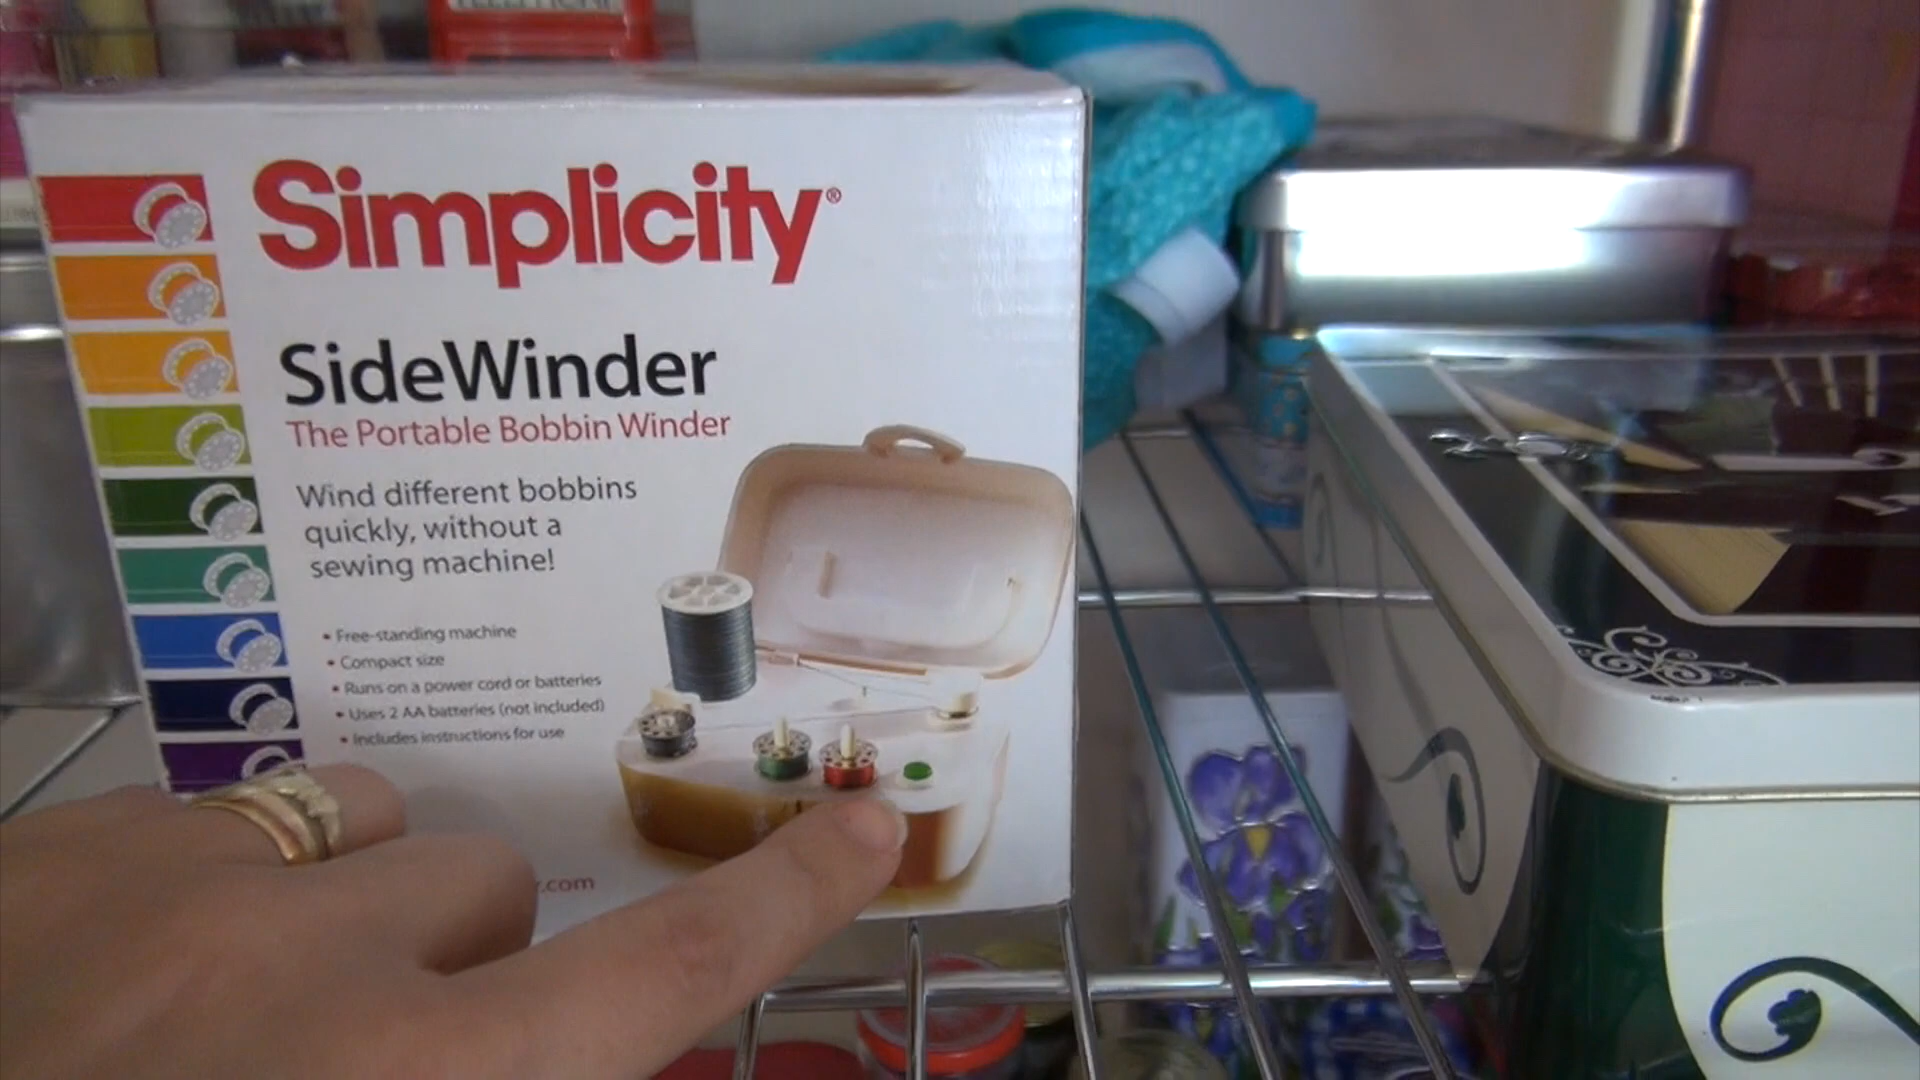 TELEPHONE
Simplicity®
SideWinder
The Portable Bobbin Winder
Wind different bobbins
quickly, without a
sewing machine!
• Free-standing machine
• Compact size
• Runs on a power cord or batteries
• Uses 2 AA batteries (not included)
• Includes instructions for use
.com